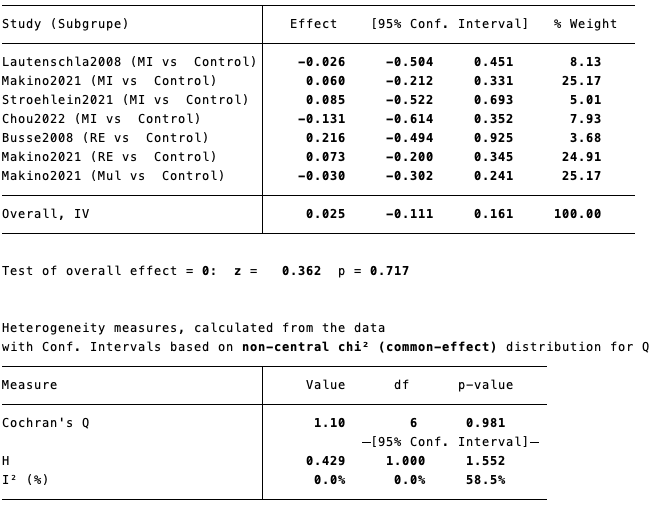 Study (Subgrupe) Effect [95% Conf. Interval] % Weight
Lautenschla2008 (MI vs Control) −0.026 −0.504 0.451 8.13
Makino2021 (MI vs Control) 0.060 −0.212 0.331 25.17
Stroehlein2021 (MI vs Control) 0.085 −0.522 0.693 5.01
Chou2022 (MI vs Control) −0.131 −0.614 0.352 7.93
Busse2008 (RE vs Control) 0.216 −0.494 0.925 3.68
Makino2021 (RE vs Control) 0.073 −0.200 0.345 24.91
Makino2021 (Mul vs Control) −0.030 −0.302 0.241 25.17
Overall, IV 0.025 −0.111 0.161 100.00
Test of overall effect = 0: z = 0.362 p = 0.717
Heterogeneity measures, calculated from the data
with Conf. Intervals based on non-central chi² (common-effect) distribution for Q
Measure Value df p-value
Cochran's Q 1.10 6 0.981
—[95% Conf. Interval]—
H 0.429 1.000 1.552
I² (%) 0.0% 0.0% 58.5%